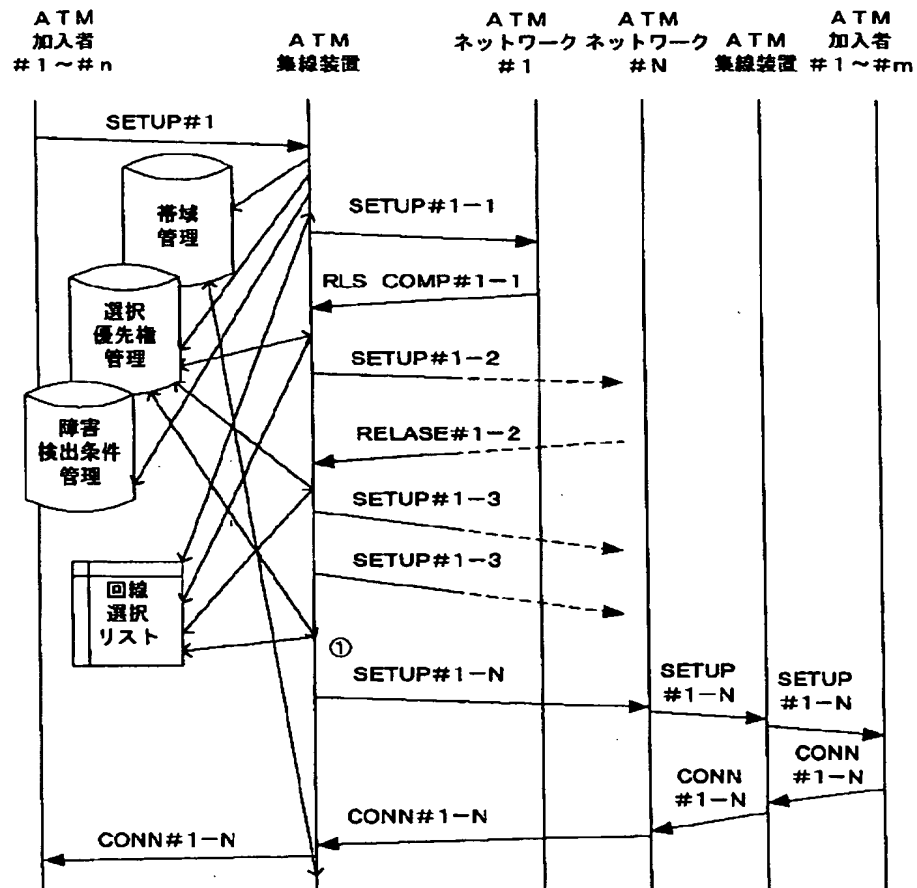 ATM
加入者
#1~#n
ATM
集線装置
ATM
ネットワーク
#1
ATM
ネットワーク
#N
ATM
集線装置
ATM
加入者
#1~#m
SETUP#1
帯域
管理
SETUP#1-1
RLS COMP#1-1
選択
優先権
管理
SETUP#1-2
障害
検出条件
管理
RELASE#1-2
SETUP#1-3
SETUP#1-3
回線
選択
リスト
①
SETUP#1-N
SETUP
#1-N
SETUP
#1-N
CONN
#1-N
CONN
#1-N
CONN#1-N
CONN#1-N